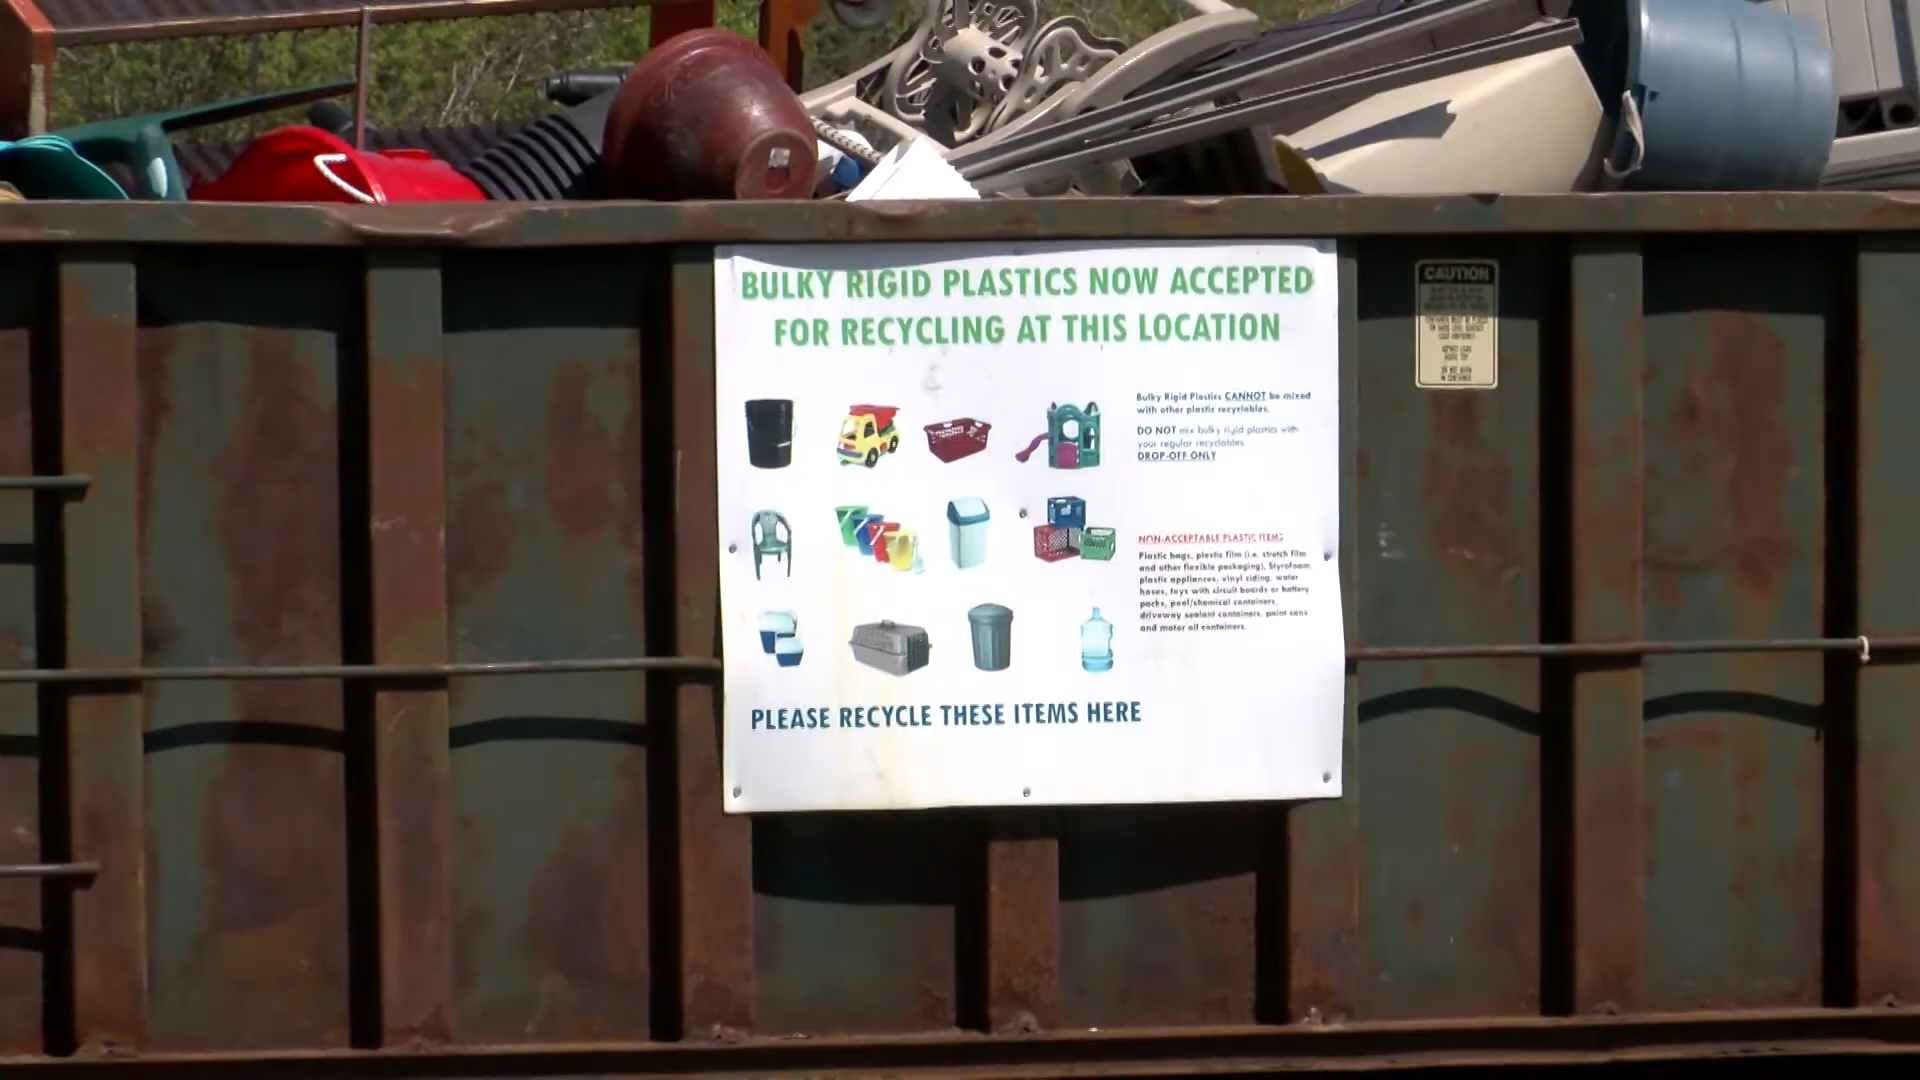 BULKY RIGID PLASTICS NOW ACCEPTED
FOR RECYCLING AT THIS LOCATION
Bulky Rigid Plastics CANNOT be mixed
with other plastic recyclables.
DO NOT mix bulky rigid plastics with
your regular recyclables.
DROP-OFF ONLY
NON-ACCEPTABLE PLASTIC ITEMS
Plastic bags, plastic film (i.e. stretch film
and other flexible packaging), Styrofoam,
plastic appliances, vinyl siding, water
hoses, toys with circuit boards or battery
packs, pool/chemical containers,
driveway sealant containers, paint cans
and motor oil containers.
PLEASE RECYCLE THESE ITEMS HERE
CAUTION